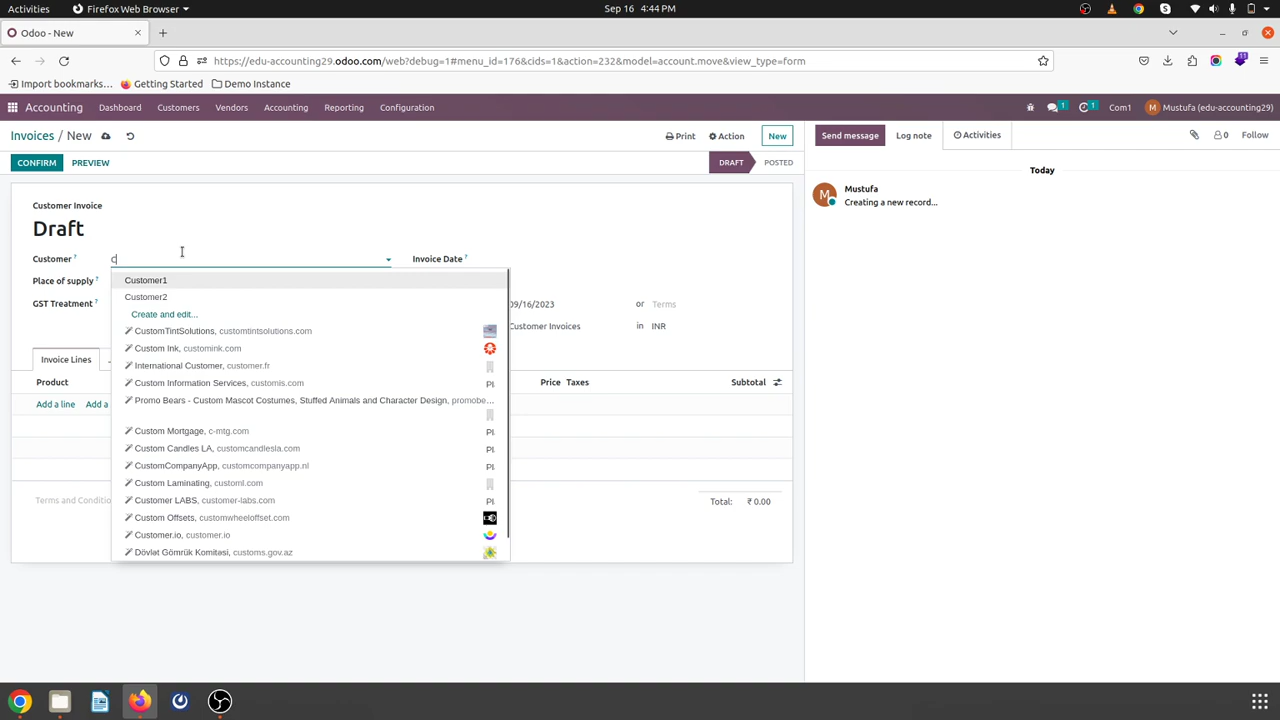 Activities
Firefox Web Browser
Sep 16 4:44 PM
Odoo - New
https://edu-accounting29.odoo.com/web?debug=1#menu_id=176&cids=1&action=232&model=account.move&view_type=form
11
Import bookmarks...
Getting Started
Demo Instance
Accounting
Dashboard
Customers
Vendors
Accounting
Reporting
Configuration
1
1
Com1
M
Mustufa (edu-accounting29)
Invoices / New
Print
Action
New
Send message
Log note
Activities
0
Follow
CONFIRM
PREVIEW
DRAFT
POSTED
Today
M
Mustufa
Creating a new record...
Customer Invoice
Draft
Customer ?
C
Invoice Date ?
Place of supply ?
Customer1
Customer2
GST Treatment ?
09/16/2023
or
Terms
Create and edit...
Customer Invoices
in
INR
CustomTintSolutions, customtintsolutions.com
Custom Ink, customink.com
Invoice Lines
International Customer, customer.fr
Product
Custom Information Services, customis.com
Pl
Price
Taxes
Subtotal
Add a line
Add a
Promo Bears - Custom Mascot Costumes, Stuffed Animals and Character Design, promobe...
Custom Mortgage, c-mtg.com
Pl
Custom Candles LA, customcandlesla.com
Pl
CustomCompanyApp, customcompanyapp.nl
Pl
Custom Laminating, customl.com
Terms and Conditio
Customer LABS, customer-labs.com
Pl
Total:
₹ 0.00
Custom Offsets, customwheeloffset.com
Customer.io, customer.io
Dövlət Gömrük Komitəsi, customs.gov.az